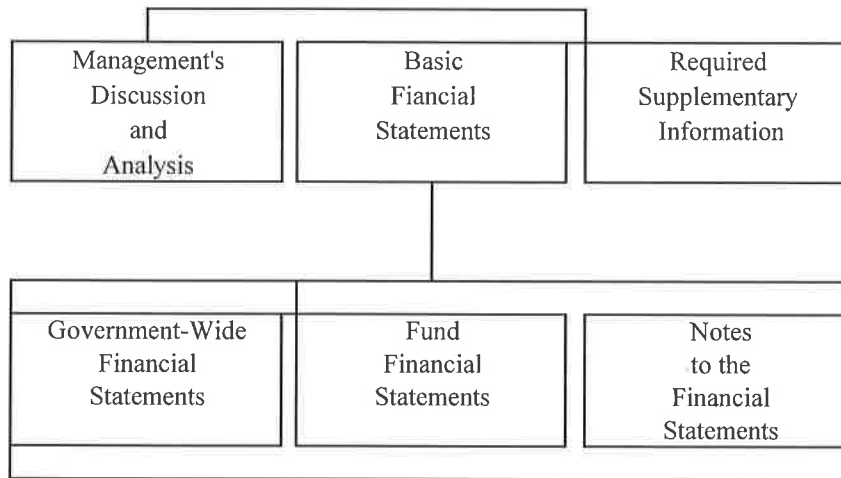 Management's
Discussion
and
Analysis
Basic
Fiancial
Statements
Required
Supplementary
Information
Government-Wide
Financial
Statements
Fund
Financial
Statements
Notes
to the
Financial
Statements